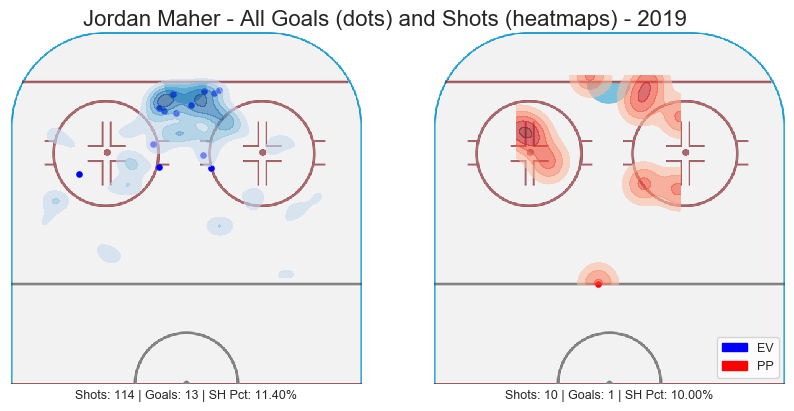 Jordan Maher - All Goals (dots) and Shots (heatmaps) - 2019
EV
PP
Shots: 114 | Goals: 13 | SH Pct: 11.40%
Shots: 10 | Goals: 1 | SH Pct: 10.00%